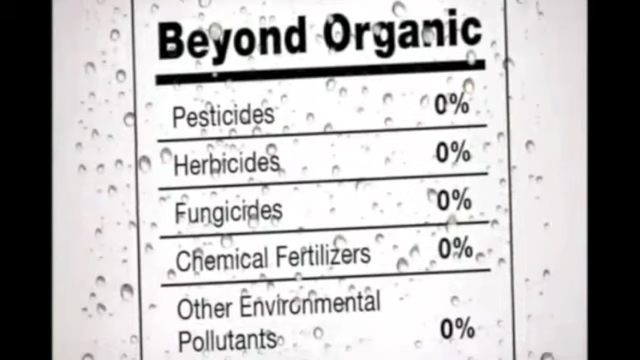 Beyond Organic
Pesticides 0%
Herbicides 0%
Fungicides 0%
Chemical Fertilizers 0%
Other Environmental
Pollutants 0%